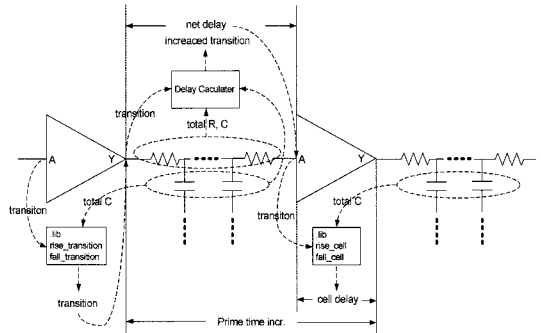 net delay
increaced transition
Delay Caculater
transition
total R, C
A
Y
A
Y
transiton
total C
transiton
total C
.lib
rise_transition
fall_transition
.lib
rise_cell
fall_cell
transition
cell delay
Prime time incr.